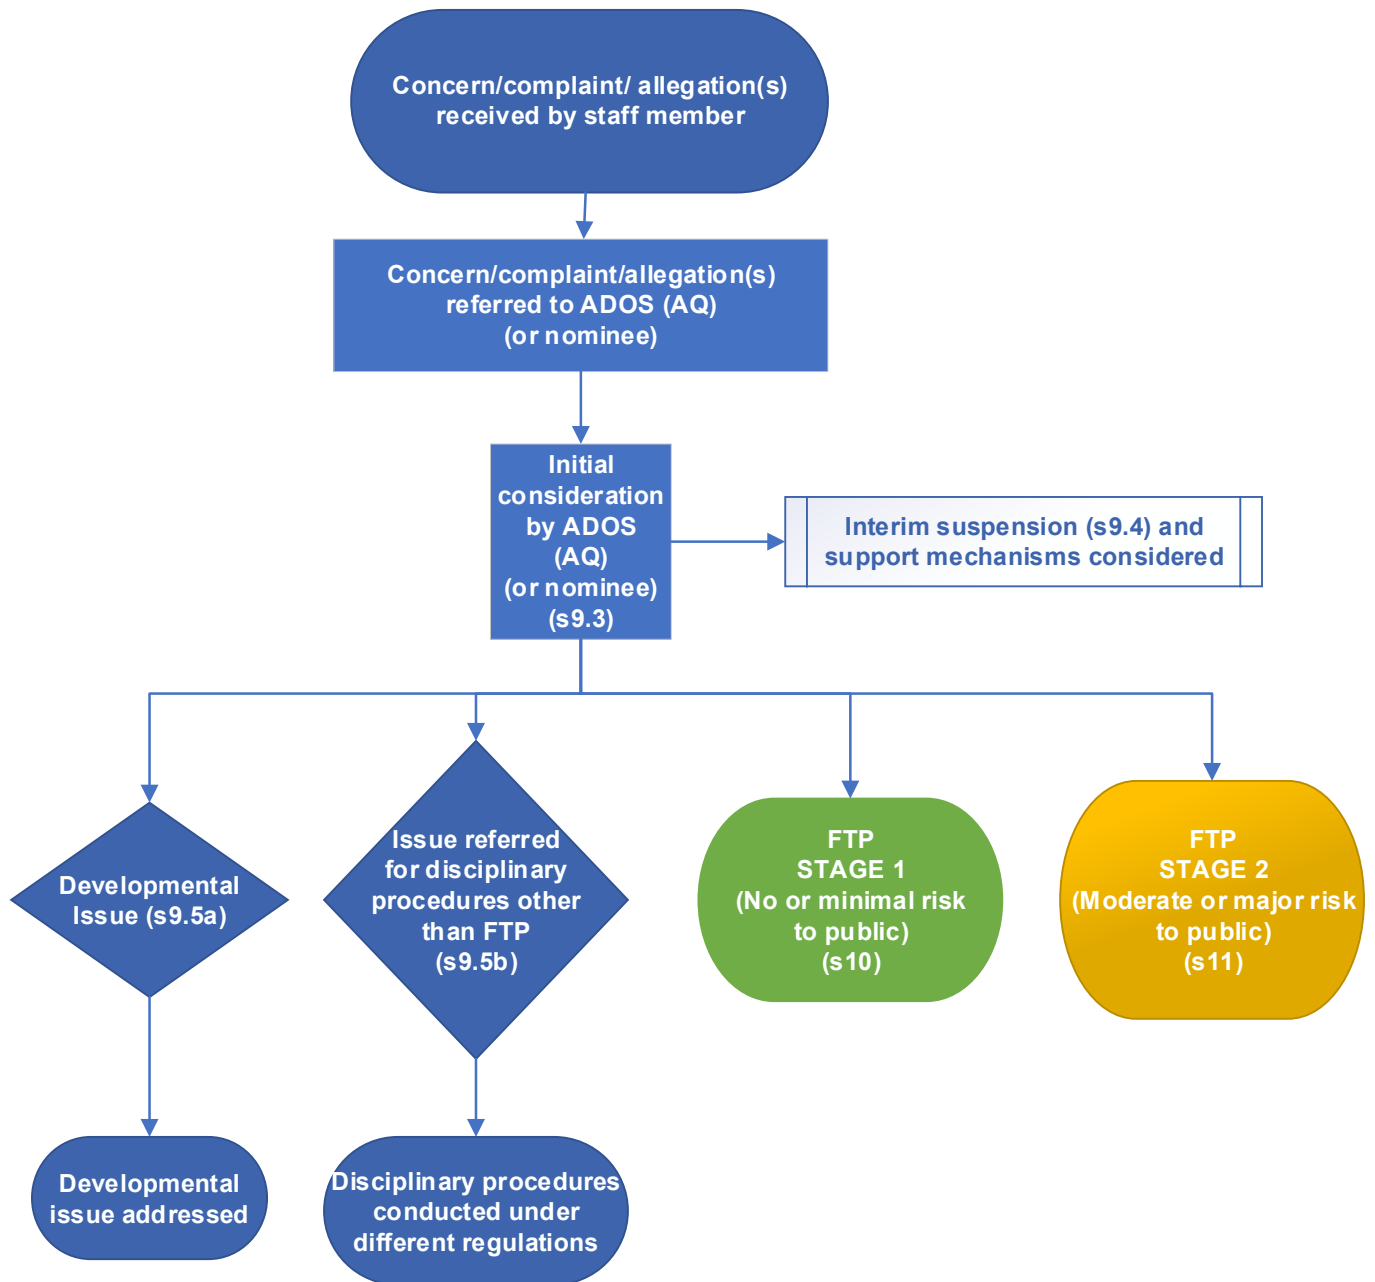 Concern/complaint/ allegation(s)
received by staff member
Concern/complaint/allegation(s)
referred to ADOS (AQ)
(or nominee)
Initial
consideration
by ADOS
(AQ)
(or nominee)
(s9.3)
Interim suspension (s9.4) and
support mechanisms considered
Developmental
Issue (s9.5a)
Issue referred
for disciplinary
procedures other
than FTP
(s9.5b)
FTP
STAGE 1
(No or minimal risk
to public)
(s10)
FTP
STAGE 2
(Moderate or major risk
to public)
(s11)
Developmental
issue addressed
Disciplinary procedures
conducted under
different regulations